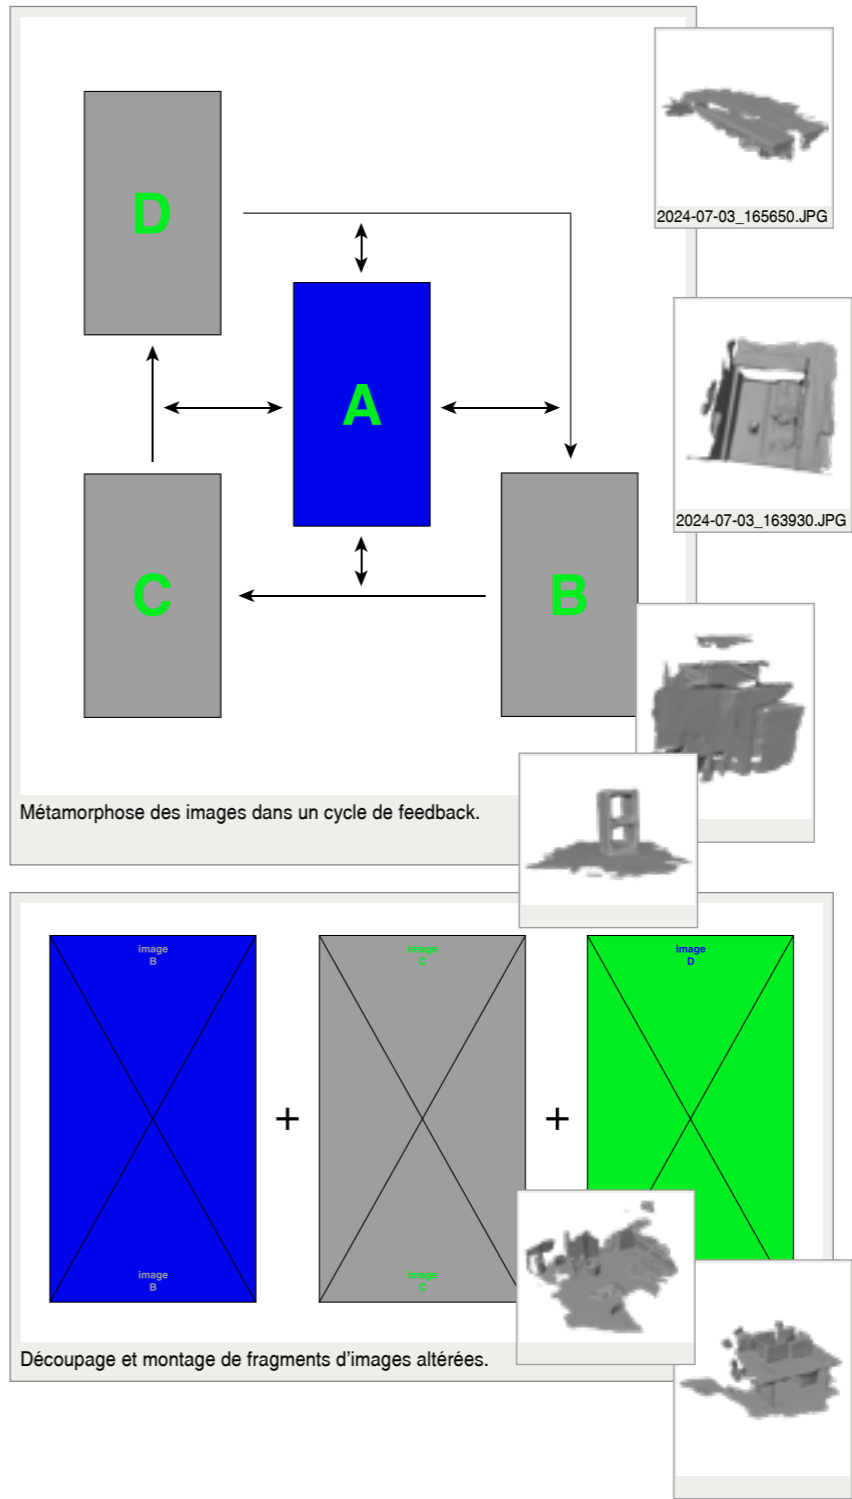 D
2024-07-03_165650.JPG
A
2024-07-03_163930.JPG
C
B
Métamorphose des images dans un cycle de feedback.
image
B
image
C
image
D
+
+
image
B
image
C
Découpage et montage de fragments d’images altérées.